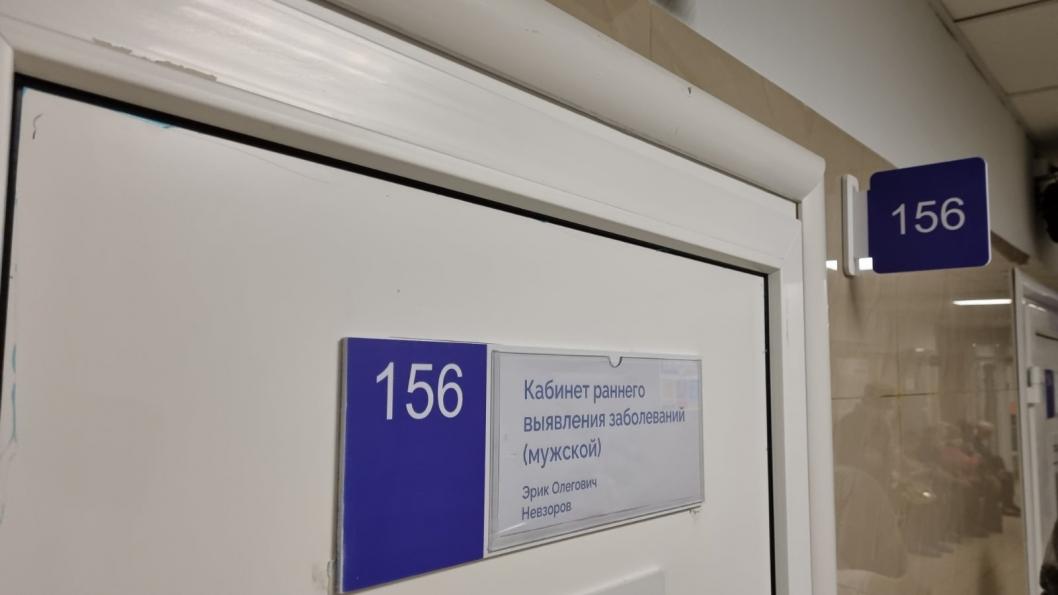 156
156
Кабинет раннего
выявления заболеваний
(мужской)
Эрик Олегович
Невзоров